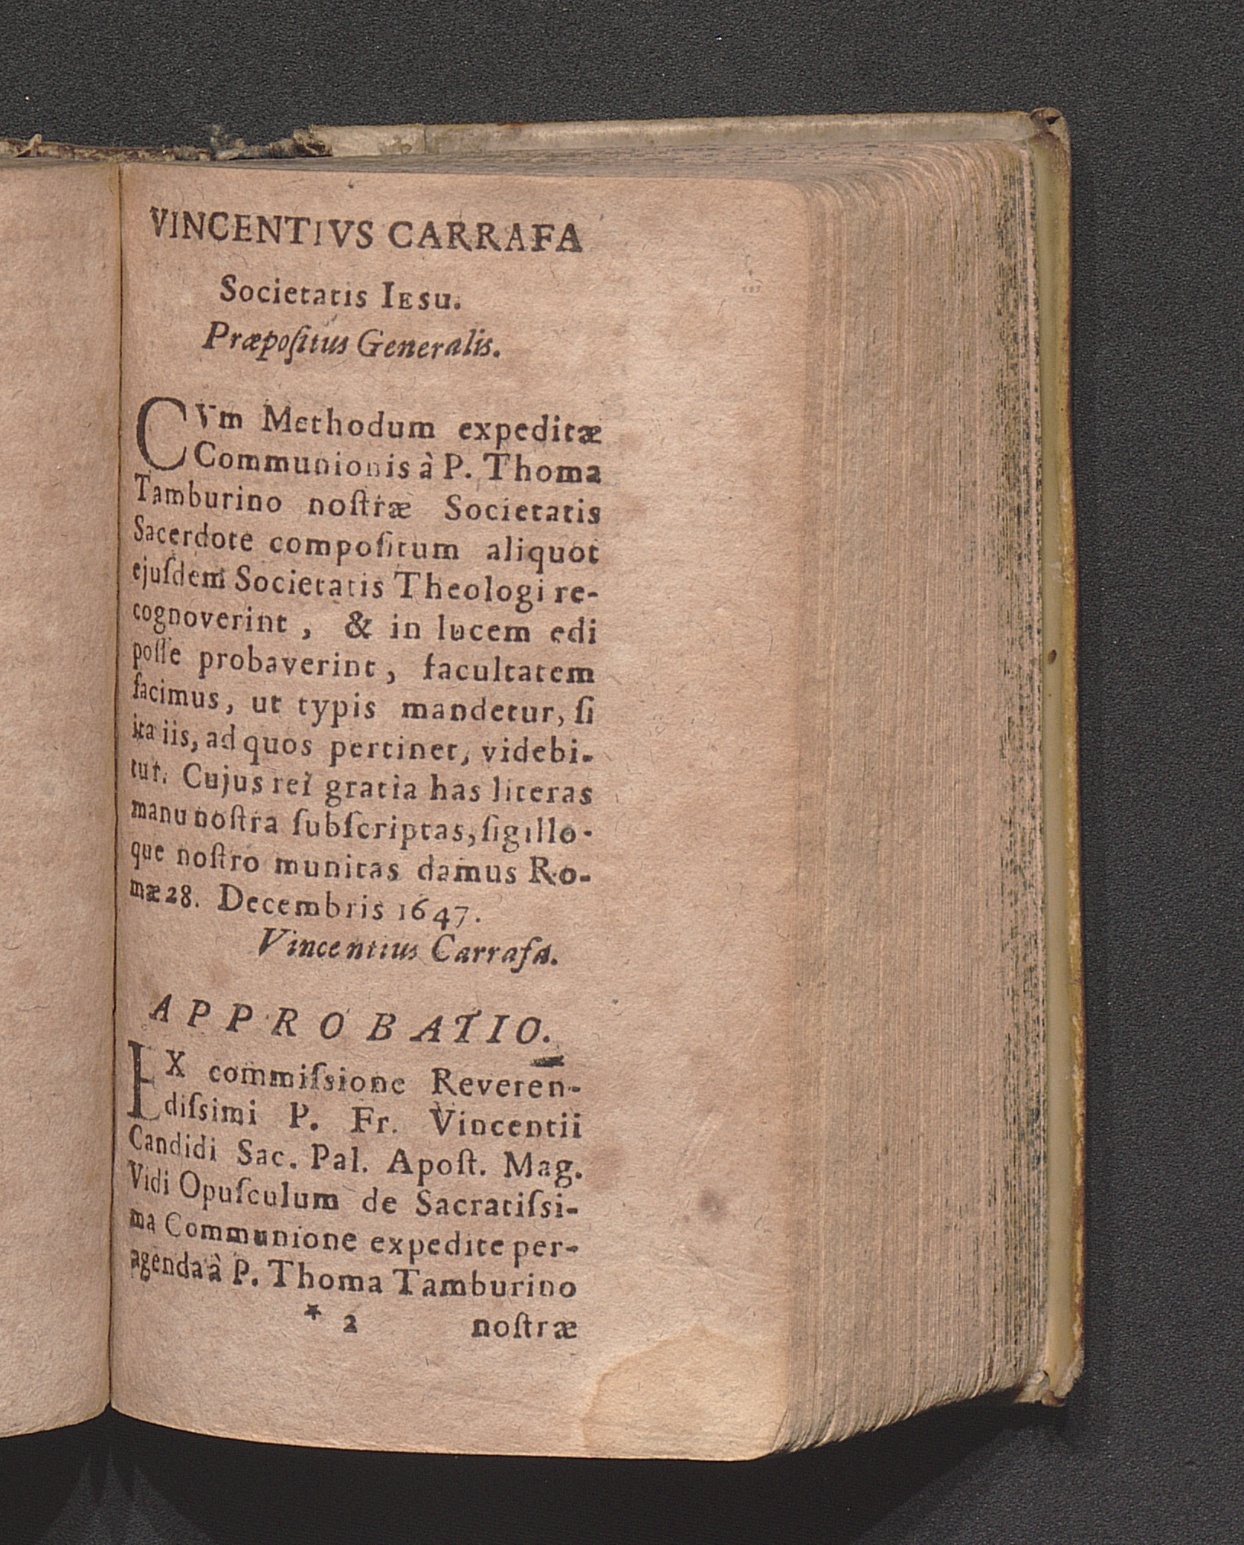 VINCENTIVS CARRAFA
Societatis IESU.
Præpoſitus Generalis.
CVm Methodum expeditæ
Communionis à P. Thoma
Tamburino noſtræ Societatis
Sacerdote compoſitum aliquot
ejuſdem Societatis Theologi re-
cognoverint, & in lucem edi
poſſe probaverint, facultatem
facimus, ut typis mandetur, ſi
ita iis, ad quos pertinet, videbi-
tur. Cujus rei gratia has literas
manu noſtra ſubſcriptas, ſigillo-
que noſtro munitas damus Ro-
mæ 28. Decembris 1647.
Vincentius Carrafa.
APPROBATIO.
EX commiſsione Reveren-
diſsimi P. Fr. Vincentii
Candidi Sac. Pal. Apoſt. Mag.
Vidi Opuſculum de Sacratiſsi-
ma Communione expedite per-
agenda à P. Thoma Tamburino
* 2 noſtræ